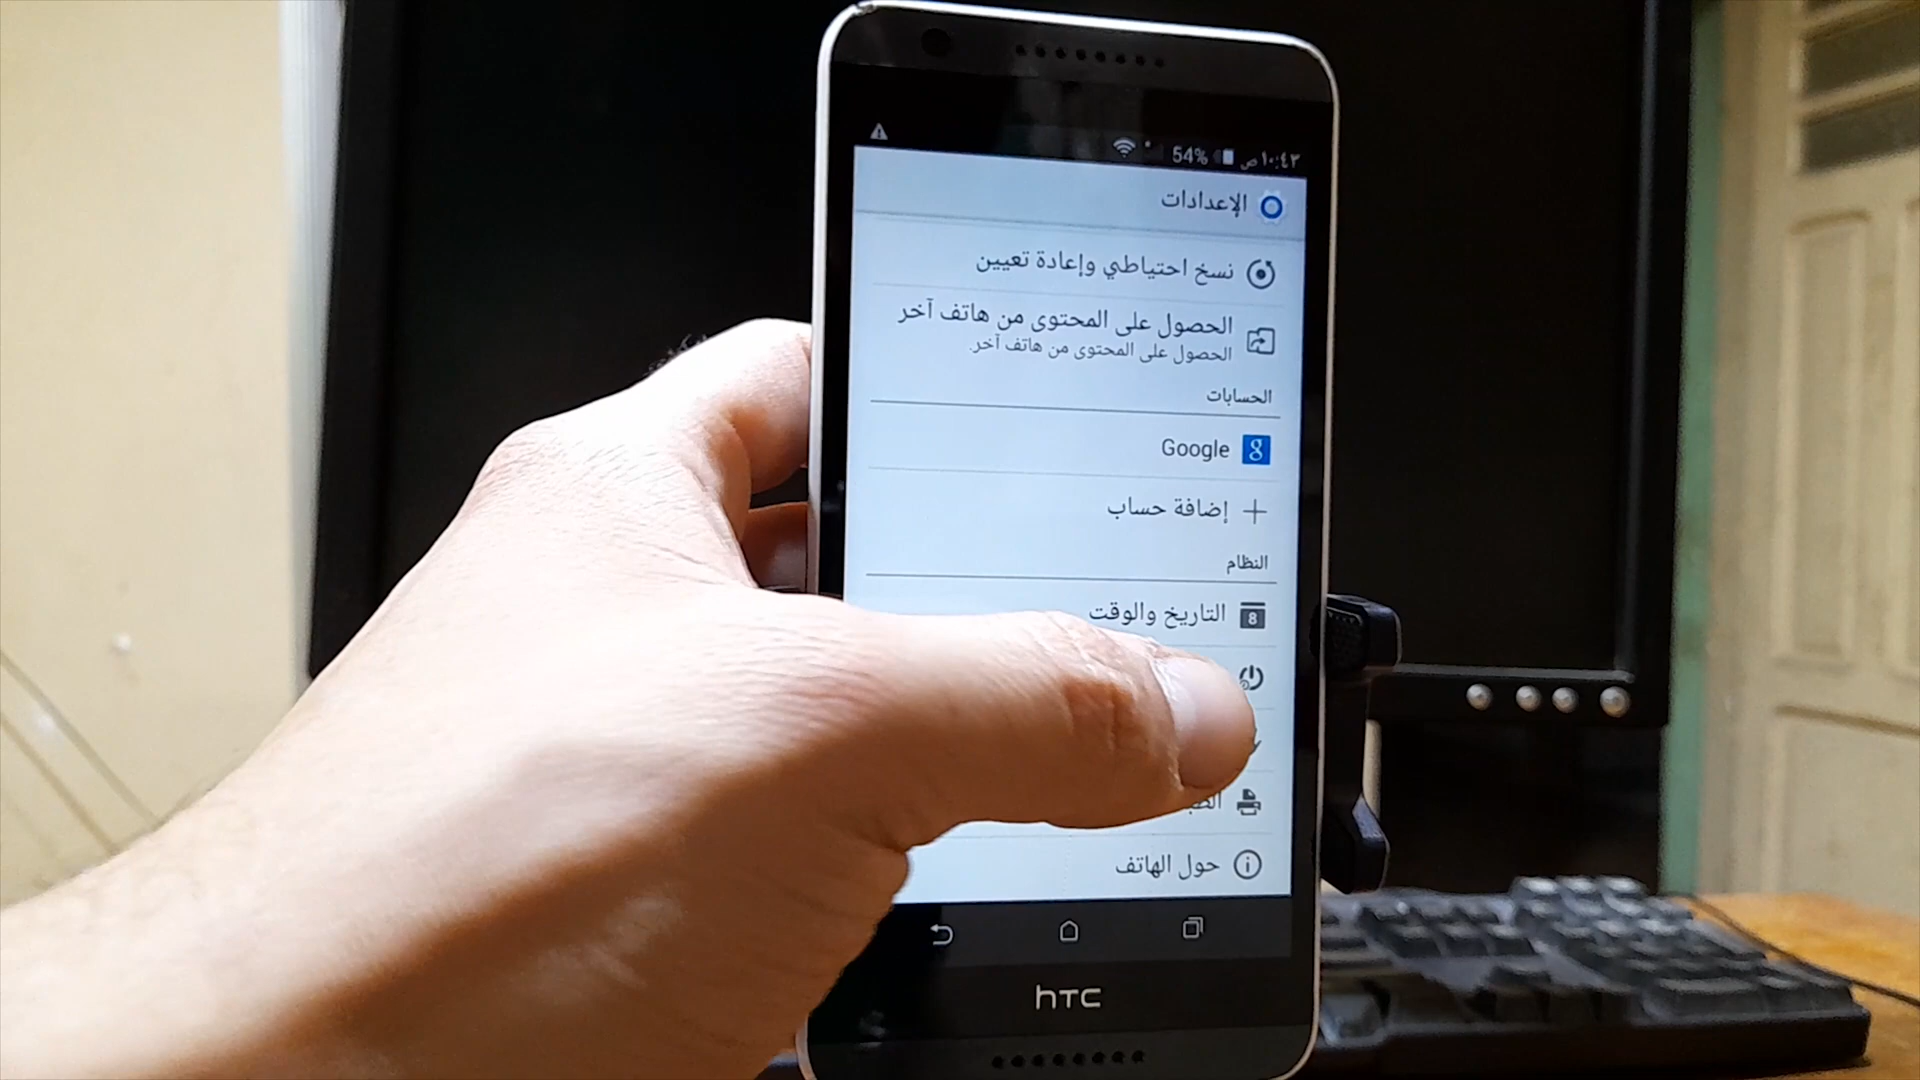 54% ١٠:٤٣ ص
الإعدادات
نسخ احتياطي وإعادة تعيين
الحصول على المحتوى من هاتف آخر
الحصول على المحتوى من هاتف آخر.
الحسابات
Google
إضافة حساب
النظام
التاريخ والوقت
8
حول الهاتف
hTC